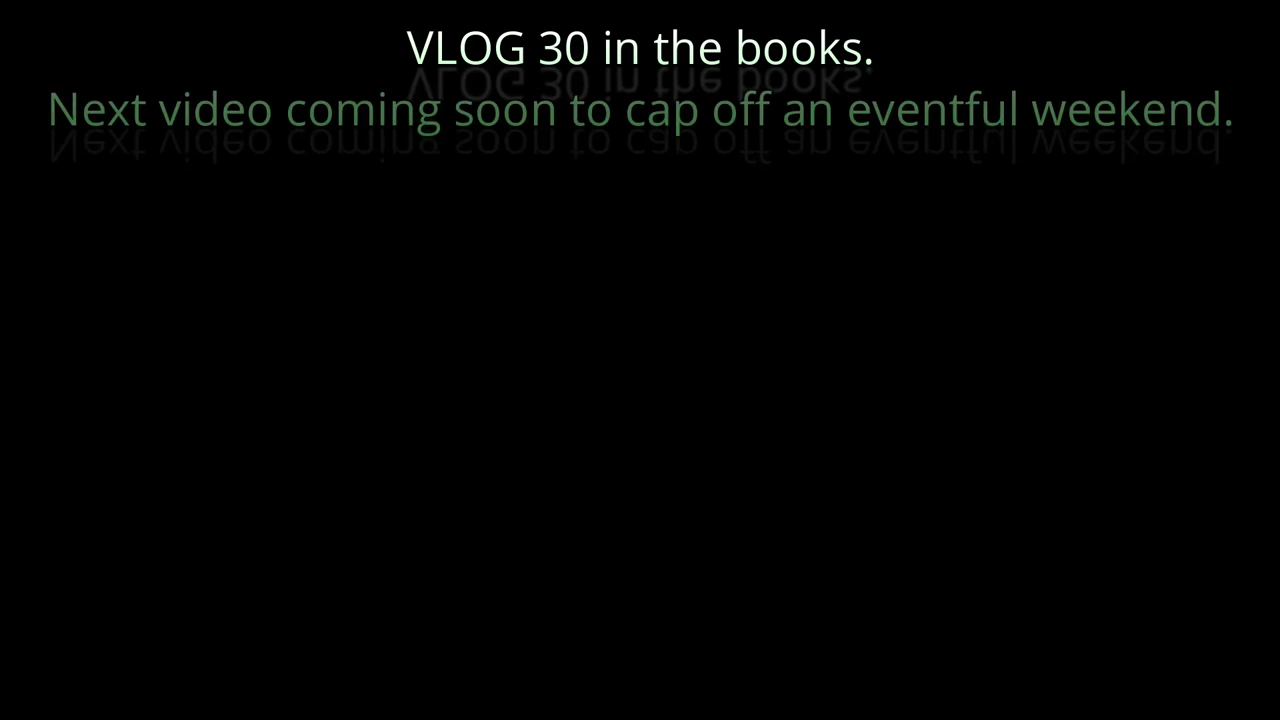 VLOG 30 in the books.
Next video coming soon to cap off an eventful weekend.